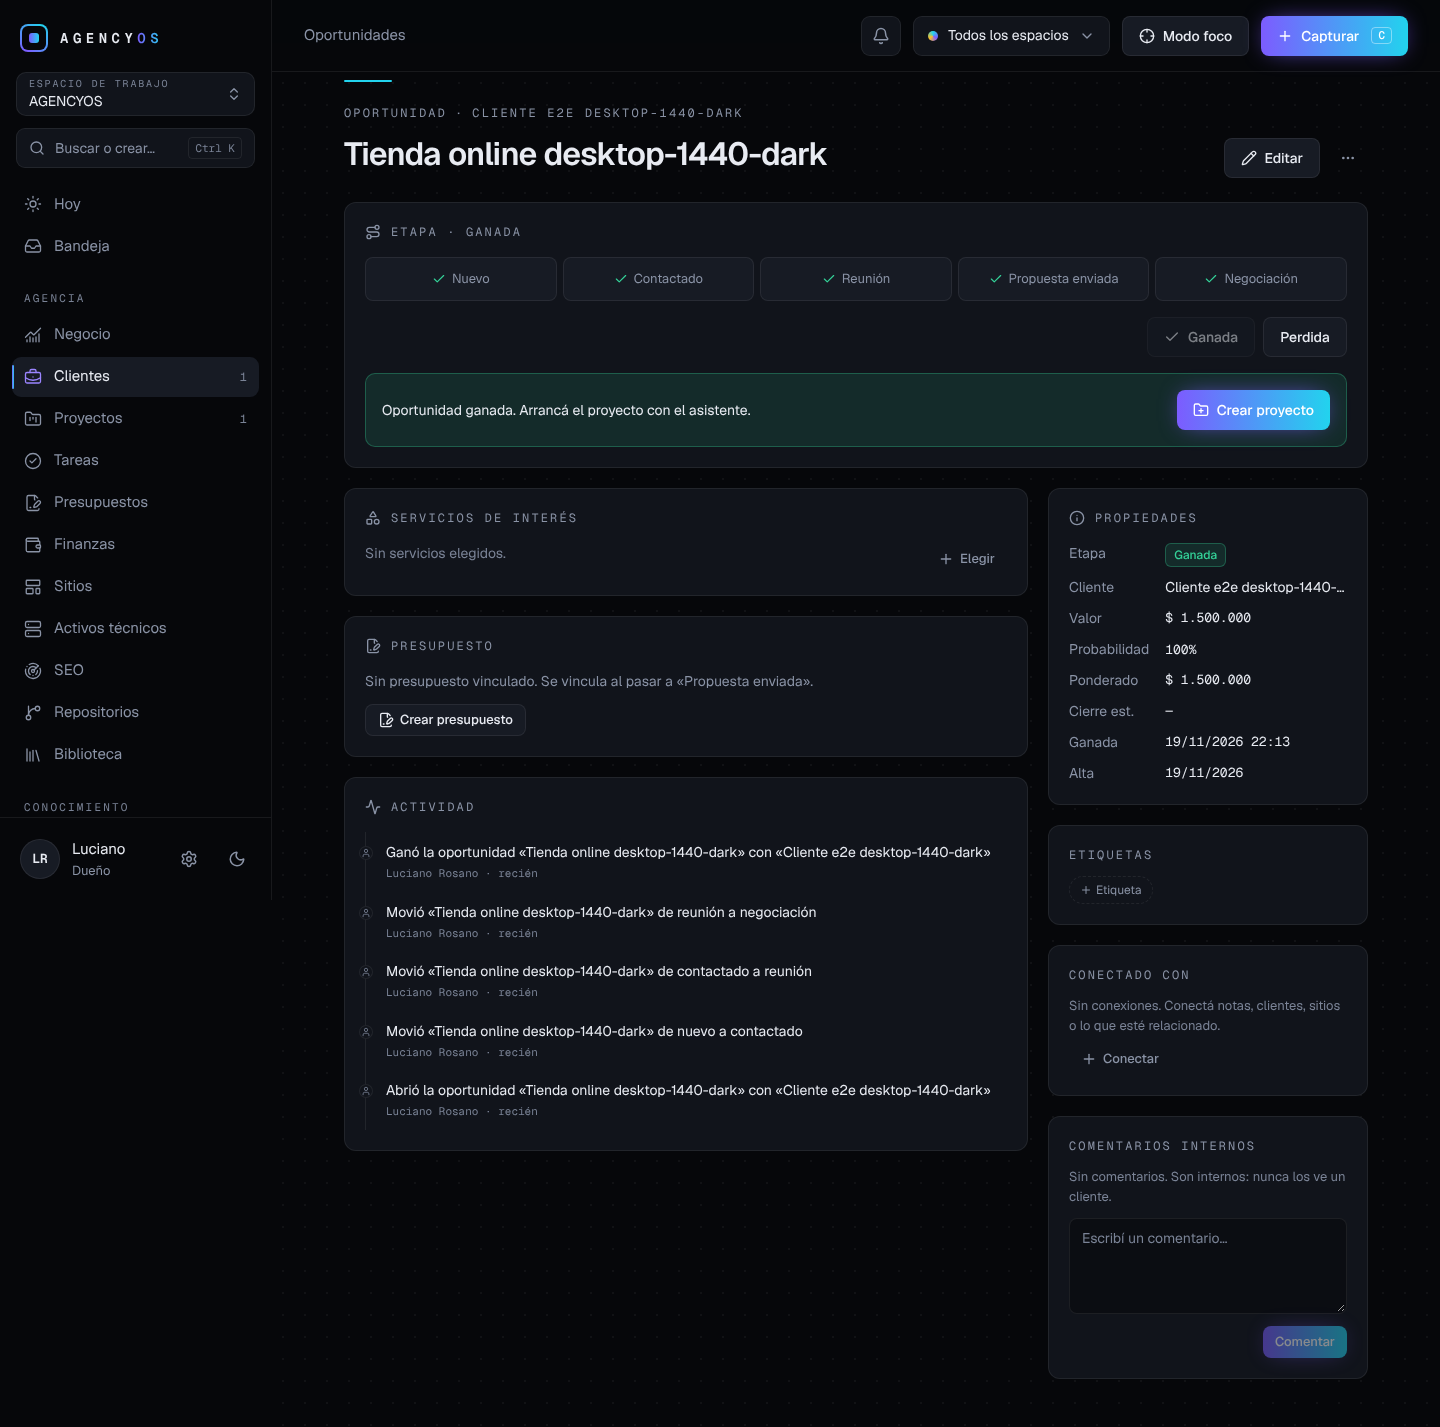 AGENCYOS
ESPACIO DE TRABAJO
AGENCYOS
Buscar o crear…
Ctrl K
Hoy
Bandeja
AGENCIA
Negocio
Clientes 1
Proyectos 1
Tareas
Presupuestos
Finanzas
Sitios
Activos técnicos
SEO
Repositorios
Biblioteca
CONOCIMIENTO
LR
Luciano
Dueño
Oportunidades
Todos los espacios
Modo foco
Capturar C
OPORTUNIDAD · CLIENTE E2E DESKTOP-1440-DARK
Tienda online desktop-1440-dark
Editar
ETAPA · GANADA
Nuevo
Contactado
Reunión
Propuesta enviada
Negociación
Ganada
Perdida
Oportunidad ganada. Arrancá el proyecto con el asistente.
Crear proyecto
SERVICIOS DE INTERÉS
Sin servicios elegidos.
Elegir
PRESUPUESTO
Sin presupuesto vinculado. Se vincula al pasar a «Propuesta enviada».
Crear presupuesto
ACTIVIDAD
Ganó la oportunidad «Tienda online desktop-1440-dark» con «Cliente e2e desktop-1440-dark»
Luciano Rosano · recién
Movió «Tienda online desktop-1440-dark» de reunión a negociación
Luciano Rosano · recién
Movió «Tienda online desktop-1440-dark» de contactado a reunión
Luciano Rosano · recién
Movió «Tienda online desktop-1440-dark» de nuevo a contactado
Luciano Rosano · recién
Abrió la oportunidad «Tienda online desktop-1440-dark» con «Cliente e2e desktop-1440-dark»
Luciano Rosano · recién
PROPIEDADES
Etapa Ganada
Cliente Cliente e2e desktop-1440-…
Valor $ 1.500.000
Probabilidad 100%
Ponderado $ 1.500.000
Cierre est. —
Ganada 19/11/2026 22:13
Alta 19/11/2026
ETIQUETAS
+ Etiqueta
CONECTADO CON
Sin conexiones. Conectá notas, clientes, sitios
o lo que esté relacionado.
Conectar
COMENTARIOS INTERNOS
Sin comentarios. Son internos: nunca los ve un
cliente.
Escribí un comentario…
Comentar